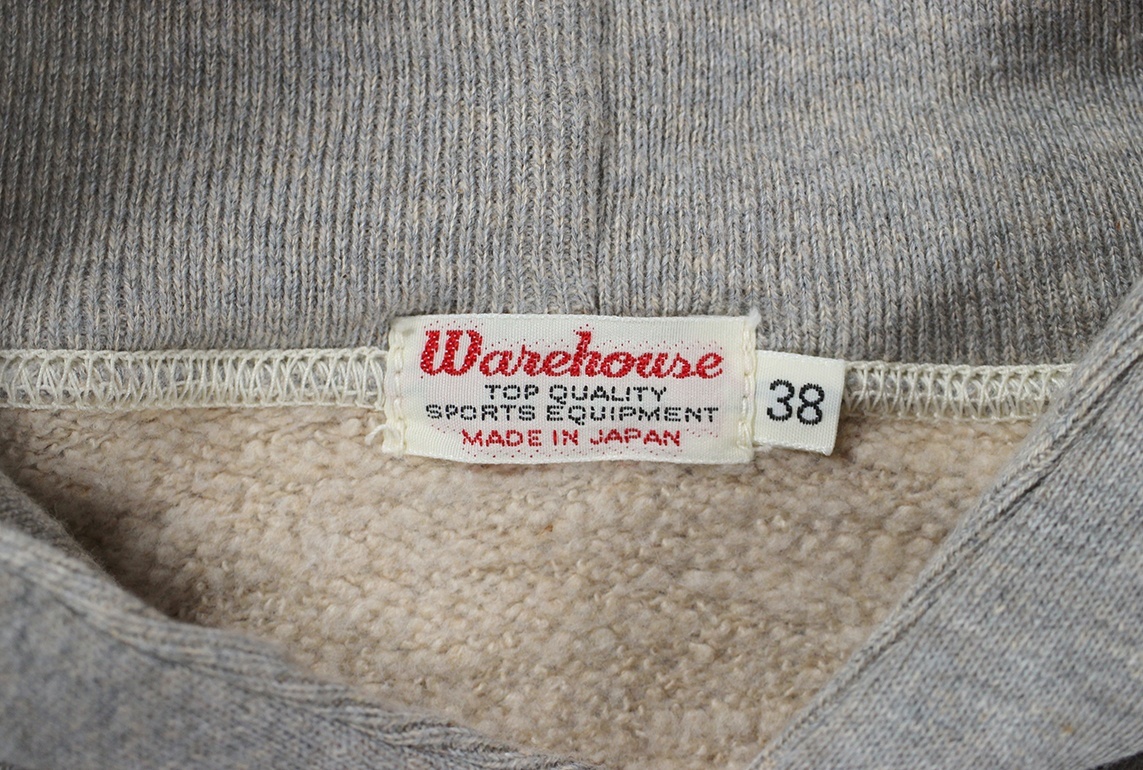 Warehouse
TOP QUALITY
SPORTS EQUIPMENT
MADE IN JAPAN
38